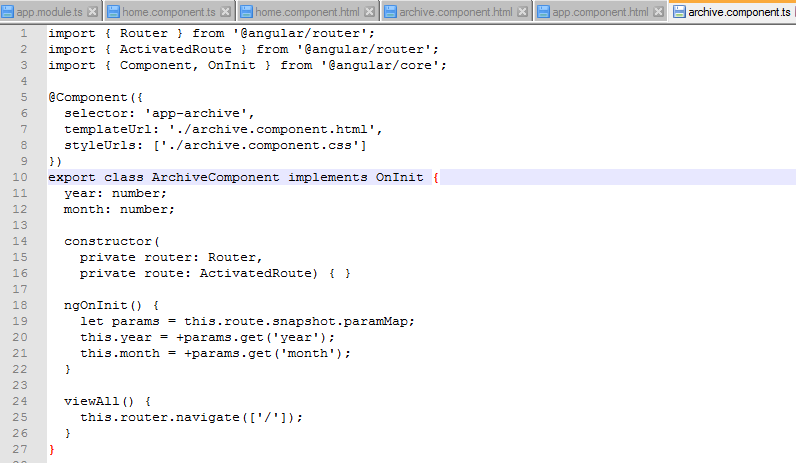 app.module.ts home.component.ts home.component.html archive.component.html app.component.html archive.component.ts
1 import { Router } from '@angular/router';
2 import { ActivatedRoute } from '@angular/router';
3 import { Component, OnInit } from '@angular/core';
4
5 @Component({
6   selector: 'app-archive',
7   templateUrl: './archive.component.html',
8   styleUrls: ['./archive.component.css']
9 })
10 export class ArchiveComponent implements OnInit {
11   year: number;
12   month: number;
13
14   constructor(
15     private router: Router,
16     private route: ActivatedRoute) { }
17
18   ngOnInit() {
19     let params = this.route.snapshot.paramMap;
20     this.year = +params.get('year');
21     this.month = +params.get('month');
22   }
23
24   viewAll() {
25     this.router.navigate(['/']);
26   }
27 }